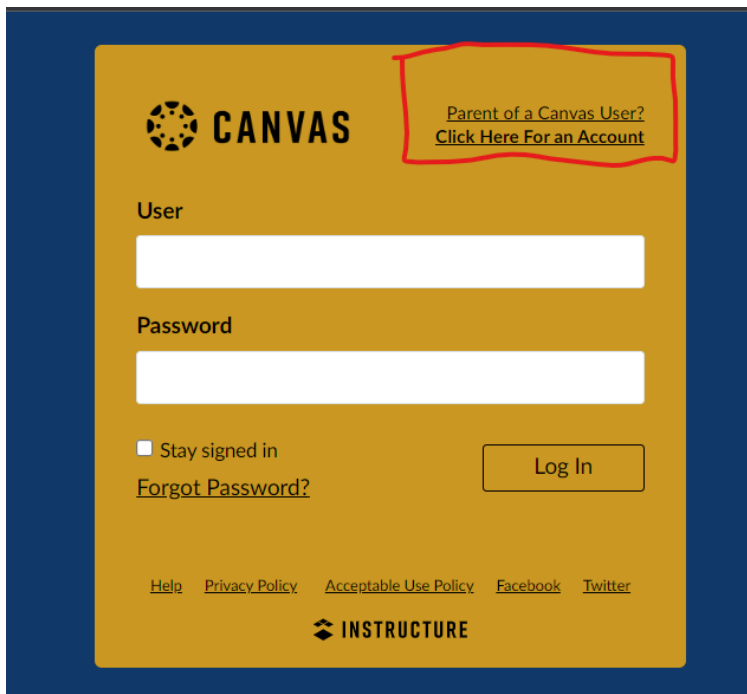 CANVAS
Parent of a Canvas User?
Click Here For an Account
User
Password
Stay signed in
Forgot Password?
Log In
Help Privacy Policy Acceptable Use Policy Facebook Twitter
INSTRUCTURE